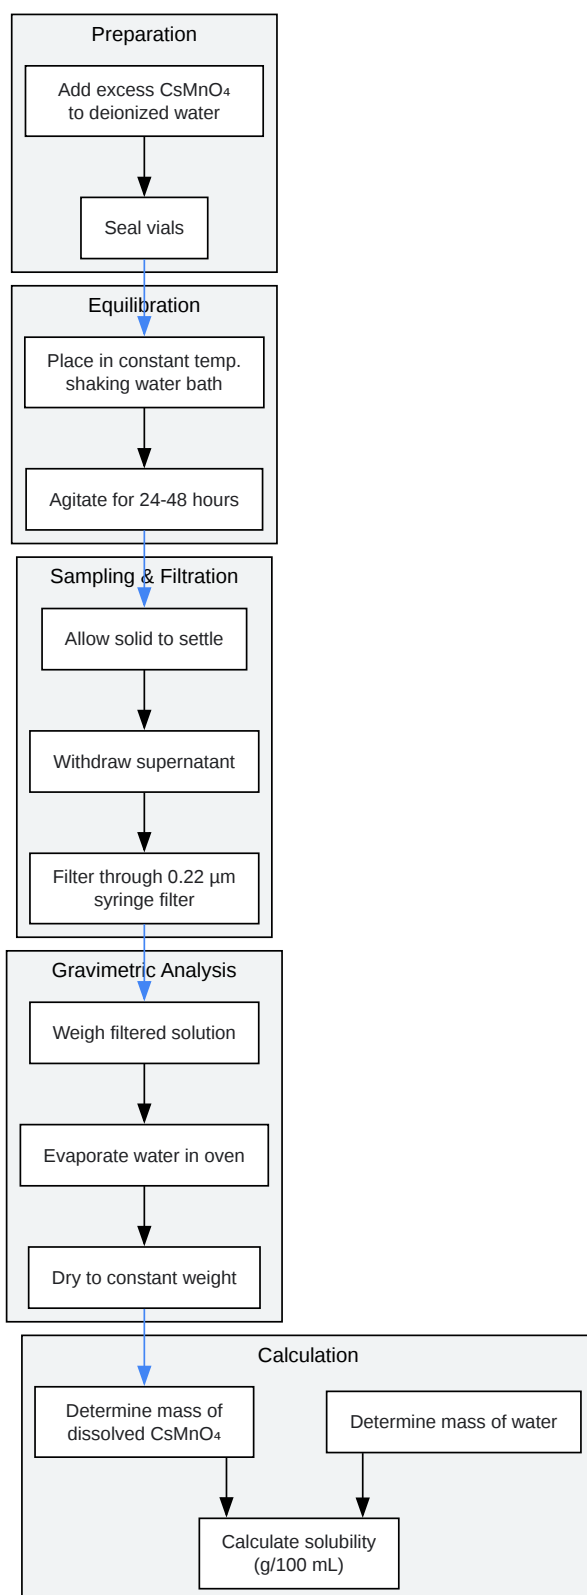 Preparation
Add excess CsMnO₄
to deionized water
Seal vials
Equilibration
Place in constant temp.
shaking water bath
Agitate for 24-48 hours
Sampling & Filtration
Allow solid to settle
Withdraw supernatant
Filter through 0.22 µm
syringe filter
Gravimetric Analysis
Weigh filtered solution
Evaporate water in oven
Dry to constant weight
Calculation
Determine mass of
dissolved CsMnO₄
Determine mass of water
Calculate solubility
(g/100 mL)